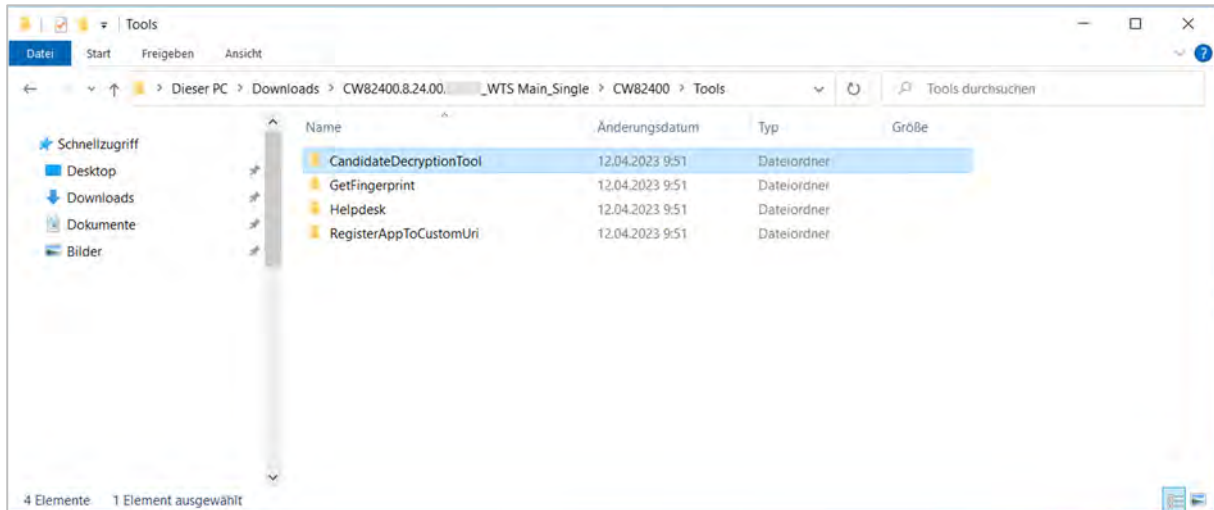 Tools
Datei Start Freigeben Ansicht
Dieser PC > Downloads > CW82400.8.24.00. _WTS Main_Single > CW82400 > Tools Tools durchsuchen
Name Änderungsdatum Typ Größe
Schnellzugriff
CandidateDecryptionTool 12.04.2023 9:51 Dateiordner
Desktop
GetFingerprint 12.04.2023 9:51 Dateiordner
Downloads
Helpdesk 12.04.2023 9:51 Dateiordner
Dokumente
RegisterAppToCustomUri 12.04.2023 9:51 Dateiordner
Bilder
4 Elemente 1 Element ausgewählt